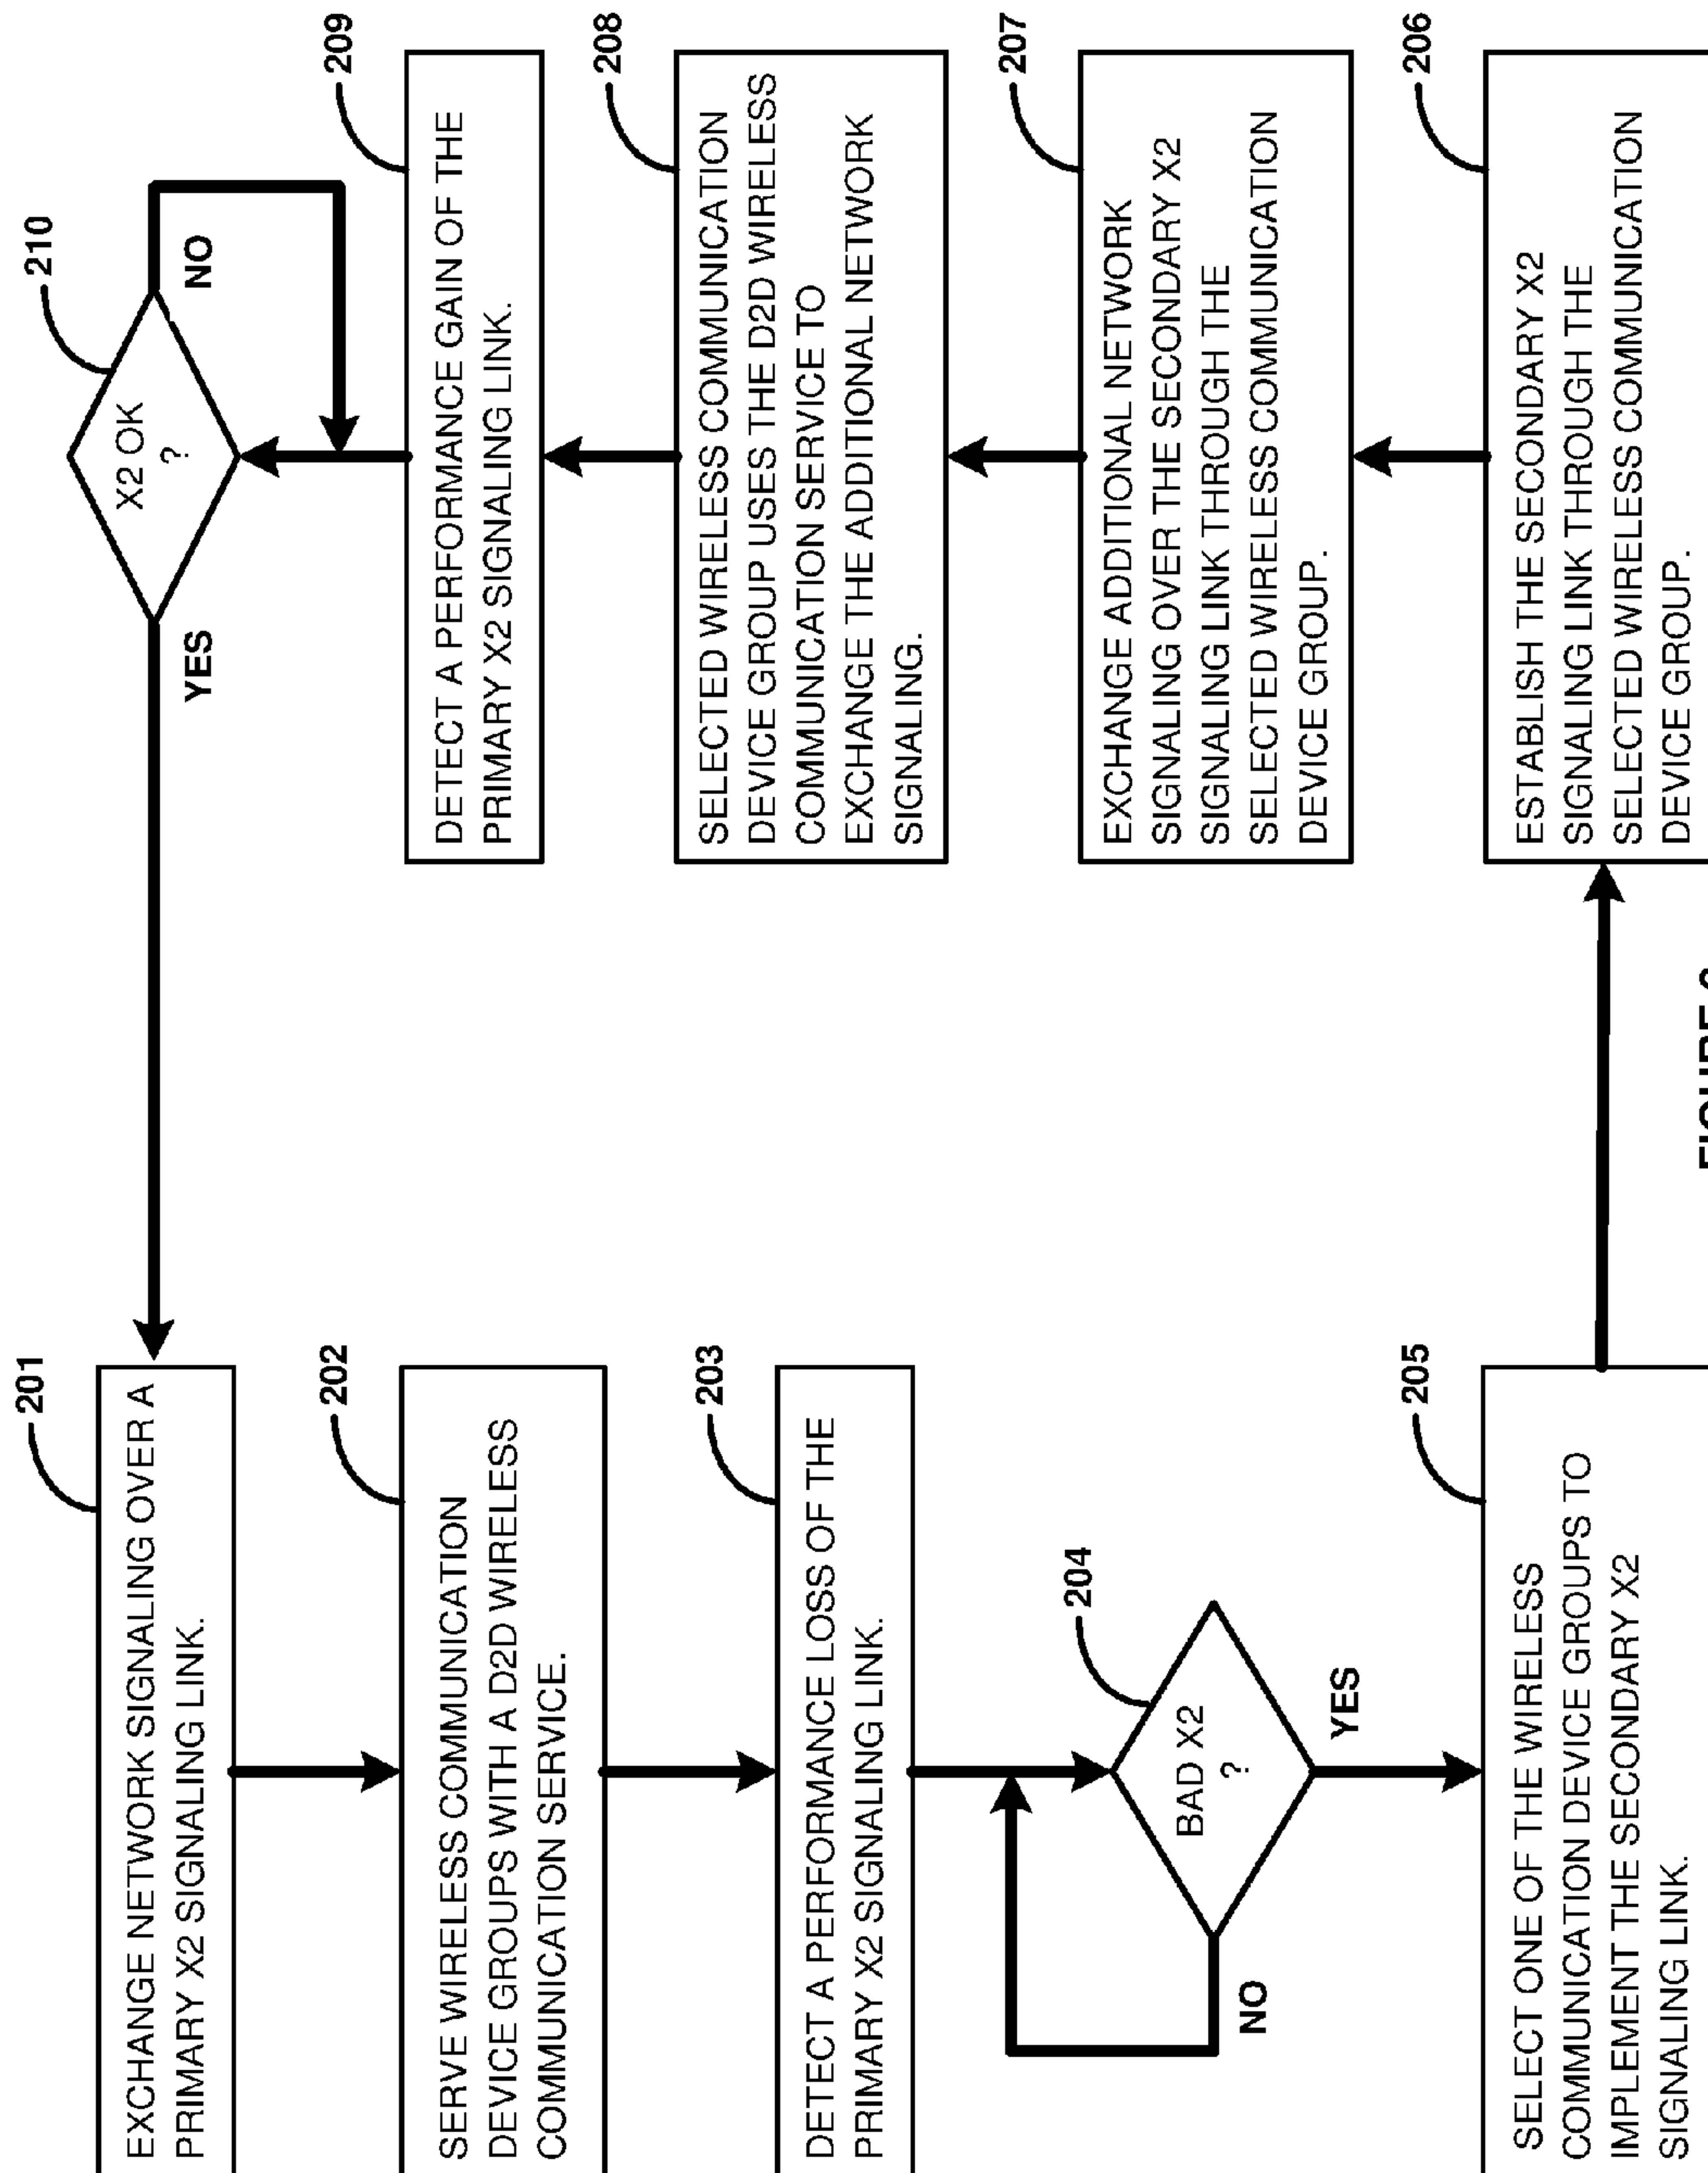 201
EXCHANGE NETWORK SIGNALING OVER A
PRIMARY X2 SIGNALING LINK.
202
SERVE WIRELESS COMMUNICATION
DEVICE GROUPS WITH A D2D WIRELESS
COMMUNICATION SERVICE.
203
DETECT A PERFORMANCE LOSS OF THE
PRIMARY X2 SIGNALING LINK.
204
BAD X2
?
NO
YES
205
SELECT ONE OF THE WIRELESS
COMMUNICATION DEVICE GROUPS TO
IMPLEMENT THE SECONDARY X2
SIGNALING LINK.
206
ESTABLISH THE SECONDARY X2
SIGNALING LINK THROUGH THE
SELECTED WIRELESS COMMUNICATION
DEVICE GROUP.
207
EXCHANGE ADDITIONAL NETWORK
SIGNALING OVER THE SECONDARY X2
SIGNALING LINK THROUGH THE
SELECTED WIRELESS COMMUNICATION
DEVICE GROUP.
208
SELECTED WIRELESS COMMUNICATION
DEVICE GROUP USES THE D2D WIRELESS
COMMUNICATION SERVICE TO
EXCHANGE THE ADDITIONAL NETWORK
SIGNALING.
209
DETECT A PERFORMANCE GAIN OF THE
PRIMARY X2 SIGNALING LINK.
210
X2 OK
?
NO
YES
FIGURE